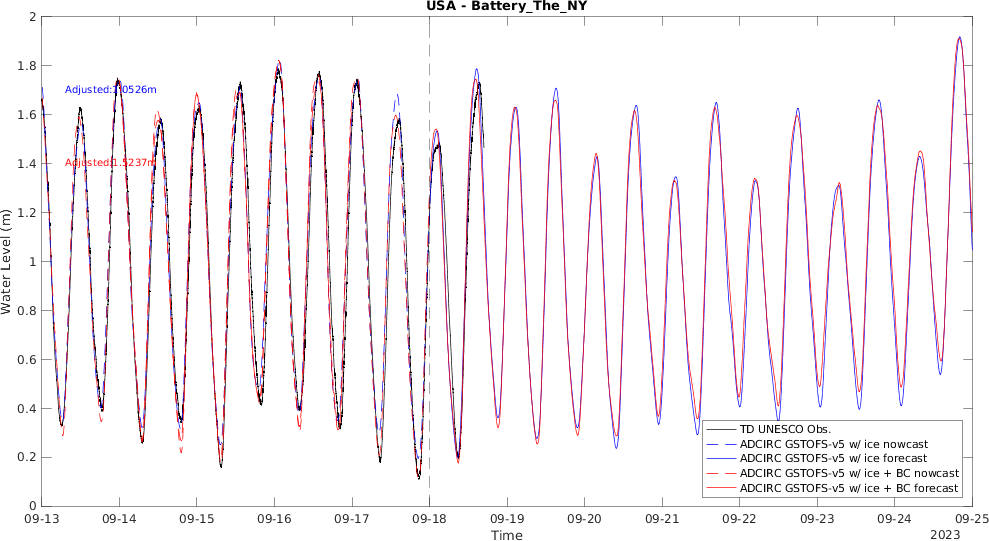 USA - Battery_The_NY
2
1.8
1.6
1.4
1.2
1
0.8
0.6
0.4
0.2
0
Water Level (m)
Adjusted:1.0526m
Adjusted:1.5237m
TD UNESCO Obs.
ADCIRC GSTOFS-v5 w/ ice nowcast
ADCIRC GSTOFS-v5 w/ ice forecast
ADCIRC GSTOFS-v5 w/ ice + BC nowcast
ADCIRC GSTOFS-v5 w/ ice + BC forecast
09-13 09-14 09-15 09-16 09-17 09-18 09-19 09-20 09-21 09-22 09-23 09-24 09-25
Time
2023